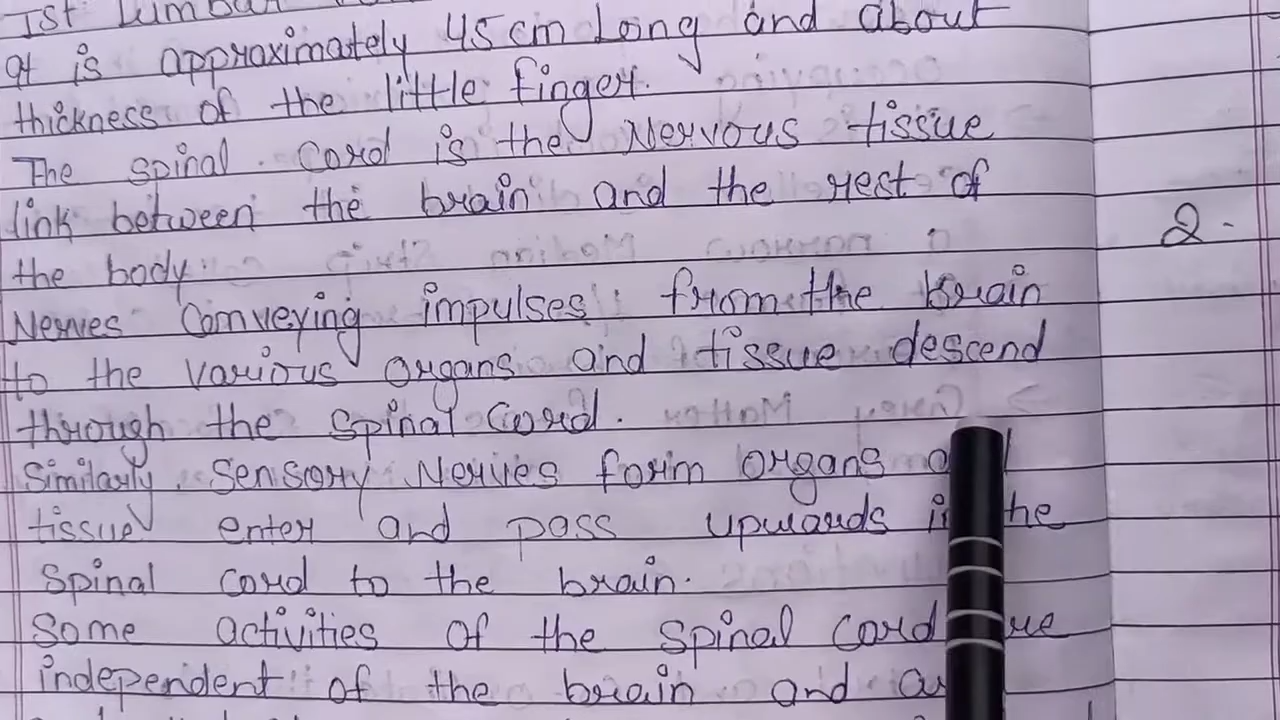 Ist Lumbar
It is approximately 45 cm Long and about
thickness of the little finger.
The spinal cord is the Nervous tissue
link between the brain and the rest of
the body.
2.
Nerves Conveying impulses from the brain
to the various organs and tissue descend
through the spinal cord.
Similarly, Sensory Nerves form organs
tissue enter and pass upwards the
spinal cord to the brain.
Some activities of the spinal cord
independent of the brain and